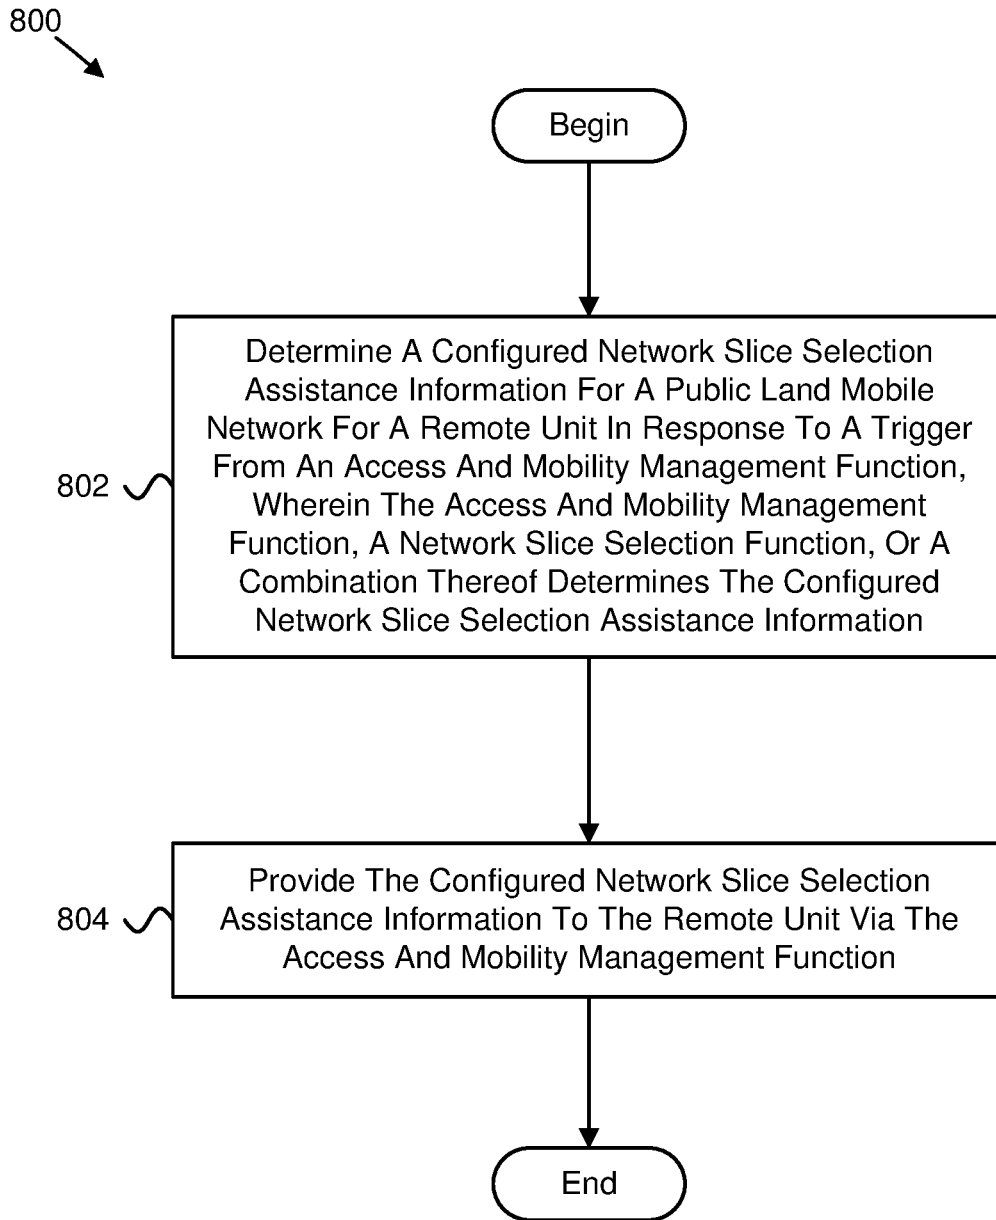 800
Begin
Determine A Configured Network Slice Selection
Assistance Information For A Public Land Mobile
Network For A Remote Unit In Response To A Trigger
From An Access And Mobility Management Function,
Wherein The Access And Mobility Management
Function, A Network Slice Selection Function, Or A
Combination Thereof Determines The Configured
Network Slice Selection Assistance Information
802
Provide The Configured Network Slice Selection
Assistance Information To The Remote Unit Via The
Access And Mobility Management Function
804
End